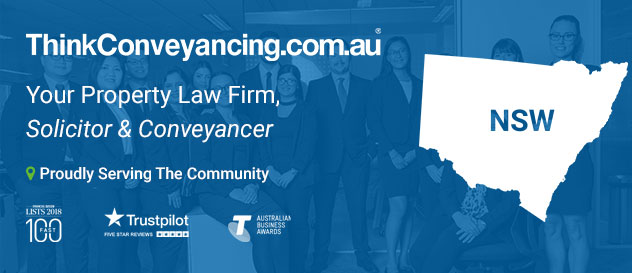 ThinkConveyancing.com.au®
Your Property Law Firm,
Solicitor & Conveyancer
Proudly Serving The Community
NSW
LISTS 2018
100
FAST
Trustpilot
FIVE STAR REVIEWS
T
AUSTRALIAN
BUSINESS
AWARDS